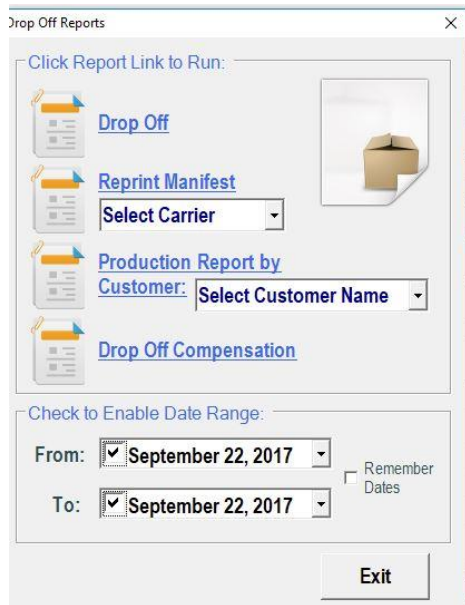 Drop Off Reports
Click Report Link to Run:
Drop Off
Reprint Manifest
Select Carrier
Production Report by
Customer: Select Customer Name
Drop Off Compensation
Check to Enable Date Range:
From: September 22, 2017
Remember
Dates
To: September 22, 2017
Exit